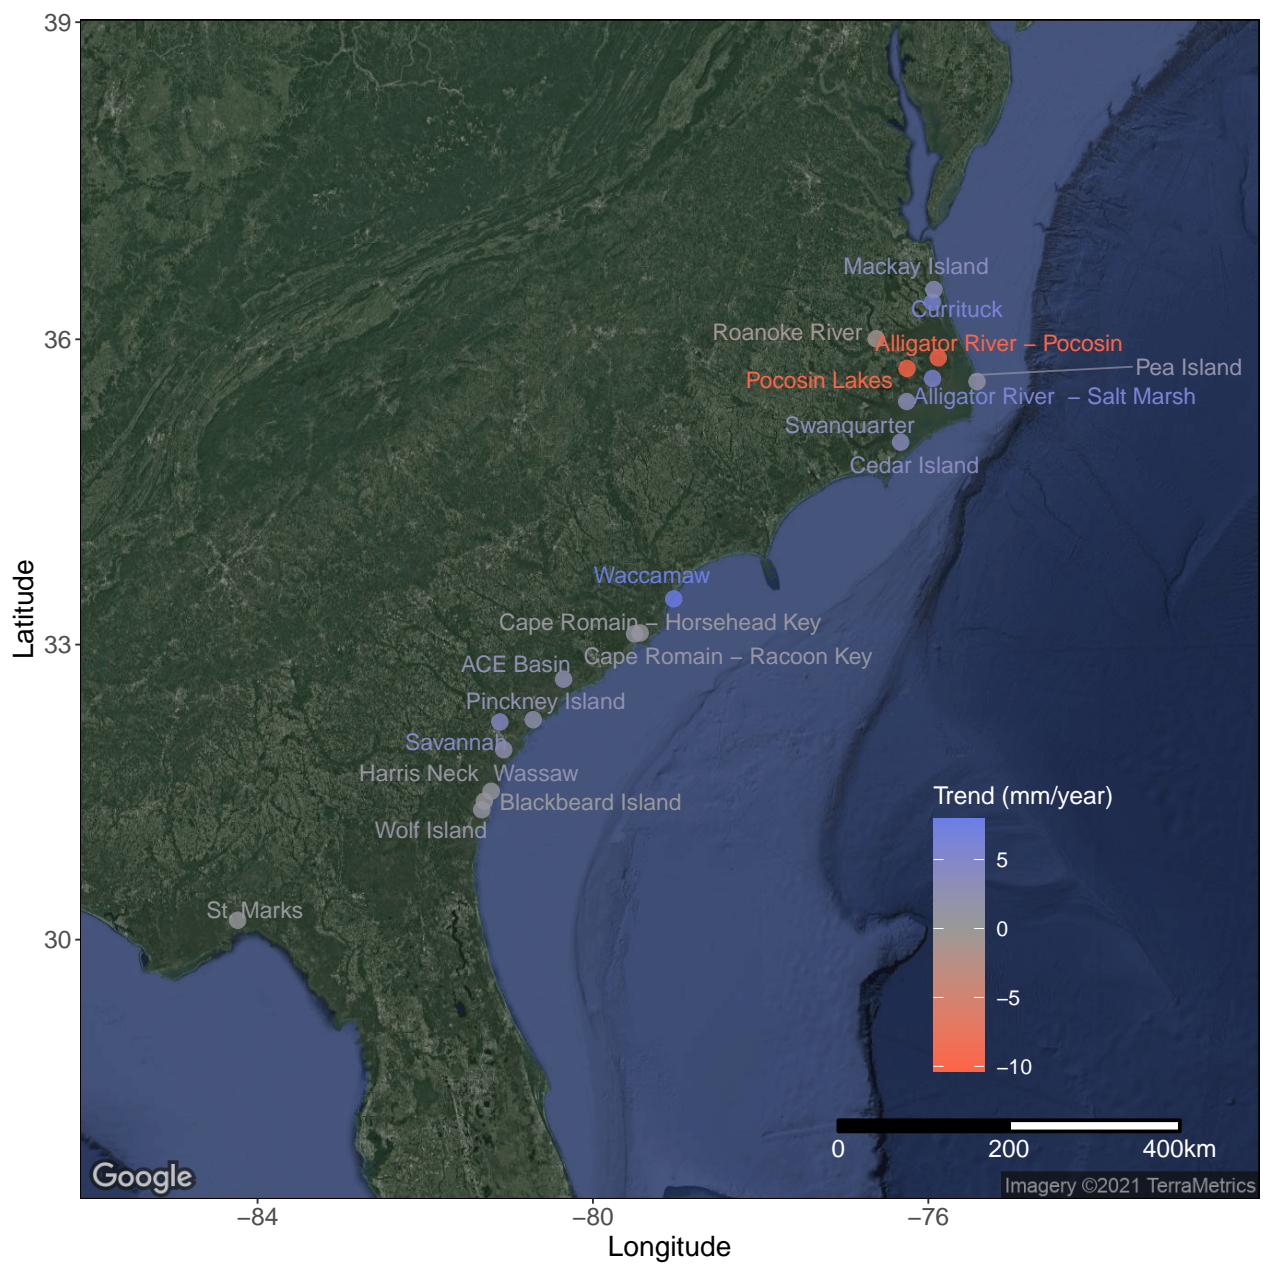 39
36
33
30
Latitude
Mackay Island
Currituck
Roanoke River
Alligator River – Pocosin
Pea Island
Pocosin Lakes
Alligator River – Salt Marsh
Swanquarter
Cedar Island
Waccamaw
Cape Romain – Horsehead Key
Cape Romain – Racoon Key
ACE Basin
Pinckney Island
Savannah
Harris Neck
Wassaw
Blackbeard Island
Wolf Island
St. Marks
Trend (mm/year)
5
0
−5
−10
0 200 400km
Google
Imagery ©2021 TerraMetrics
−84 −80 −76
Longitude